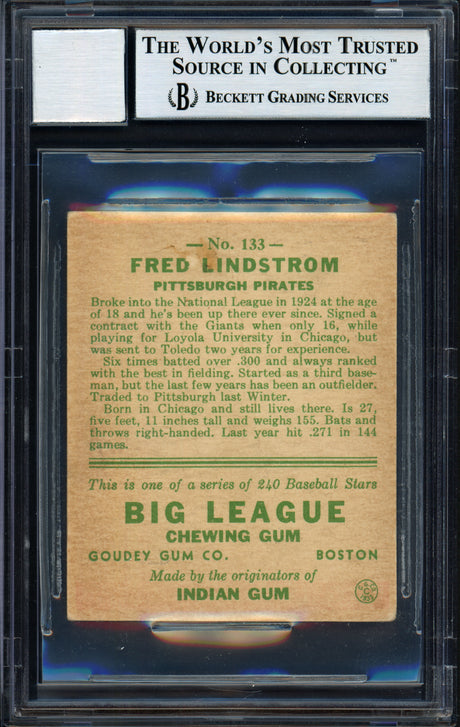 THE WORLD'S MOST TRUSTED
SOURCE IN COLLECTING™
B BECKETT GRADING SERVICES
— No. 133 —
FRED LINDSTROM
PITTSBURGH PIRATES
Broke into the National League in 1924 at the age
of 18 and he's been up there ever since. Signed a
contract with the Giants when only 16, while
playing for Loyola University in Chicago, but
was sent to Toledo two years for experience.
Six times batted over .300 and always ranked
with the best in fielding. Started as a third base-
man, but the last few years has been an outfielder.
Traded to Pittsburgh last Winter.
Born in Chicago and still lives there. Is 27,
five feet, 11 inches tall and weighs 155. Bats and
throws right-handed. Last year hit .271 in 144
games.
This is one of a series of 240 Baseball Stars
BIG LEAGUE
CHEWING GUM
GOUDEY GUM CO. BOSTON
Made by the originators of
INDIAN GUM